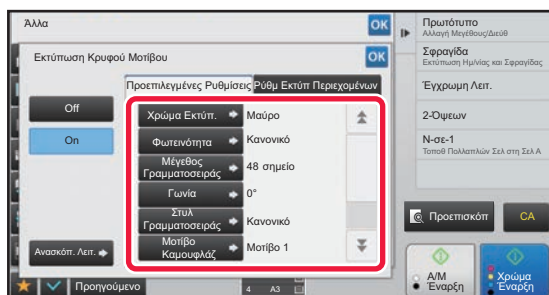 Άλλα
OK
Εκτύπωση Κρυφού Μοτίβου
OK
Προεπιλεγμένες Ρυθμίσεις
Ρύθμ Εκτύπ Περιεχομένων
Off
On
Χρώμα Εκτύπ.
Μαύρο
Φωτεινότητα
Κανονικό
Μέγεθος
Γραμματοσειράς
48 σημείο
Γωνία
0°
Στυλ
Γραμματοσειράς
Κανονικό
Μοτίβο
Καμουφλάζ
Μοτίβο 1
Ανασκόπ. Λειτ.
Προηγούμενο
4 A3
Πρωτότυπο
Αλλαγή Μεγέθους/Διεύθ
Σφραγίδα
Εκτύπωση Ημ/νίας και Σφραγίδας
Έγχρωμη Λειτ.
2-Όψεων
N-σε-1
Τοποθ Πολλαπλών Σελ στη Σελ Α
Προεπισκόπ
CA
Α/Μ
Έναρξη
Χρώμα
Έναρξη